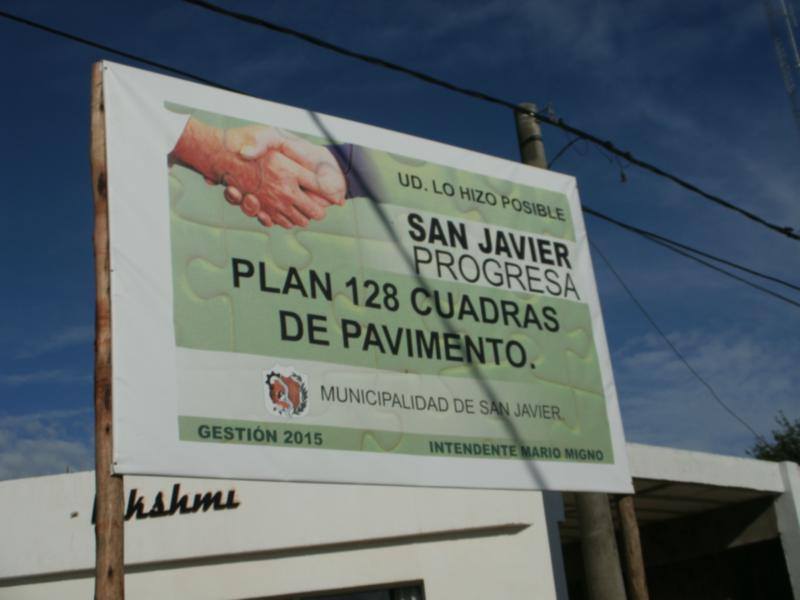 UD. LO HIZO POSIBLE
SAN JAVIER
PROGRESA
PLAN 128 CUADRAS
DE PAVIMENTO.
MUNICIPALIDAD DE SAN JAVIER.
GESTIÓN 2015
INTENDENTE MARIO MIGNO